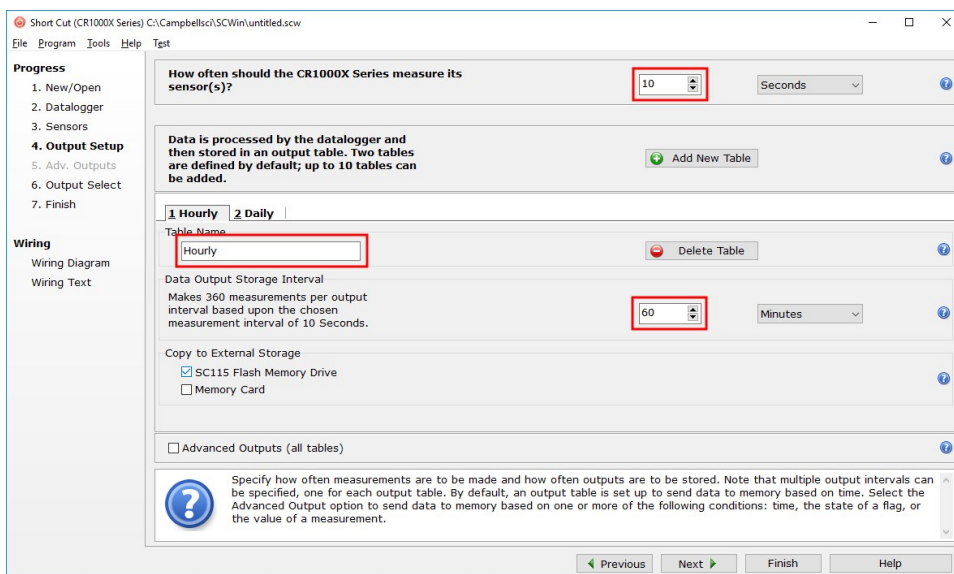 Short Cut (CR1000X Series) C:\Campbellsci\SCWin\untitled.scw
File Program Tools Help Test
Progress
1. New/Open
2. Datalogger
3. Sensors
4. Output Setup
5. Adv. Outputs
6. Output Select
7. Finish
Wiring
Wiring Diagram
Wiring Text
How often should the CR1000X Series measure its
sensor(s)?
10
Seconds
Data is processed by the datalogger and
then stored in an output table. Two tables
are defined by default; up to 10 tables can
be added.
Add New Table
1 Hourly 2 Daily
Table Name
Hourly
Delete Table
Data Output Storage Interval
Makes 360 measurements per output
interval based upon the chosen
measurement interval of 10 Seconds.
60
Minutes
Copy to External Storage
SC115 Flash Memory Drive
Memory Card
Advanced Outputs (all tables)
Specify how often measurements are to be made and how often outputs are to be stored. Note that multiple output intervals can
be specified, one for each output table. By default, an output table is set up to send data to memory based on time. Select the
Advanced Output option to send data to memory based on one or more of the following conditions: time, the state of a flag, or
the value of a measurement.
Previous Next Finish Help